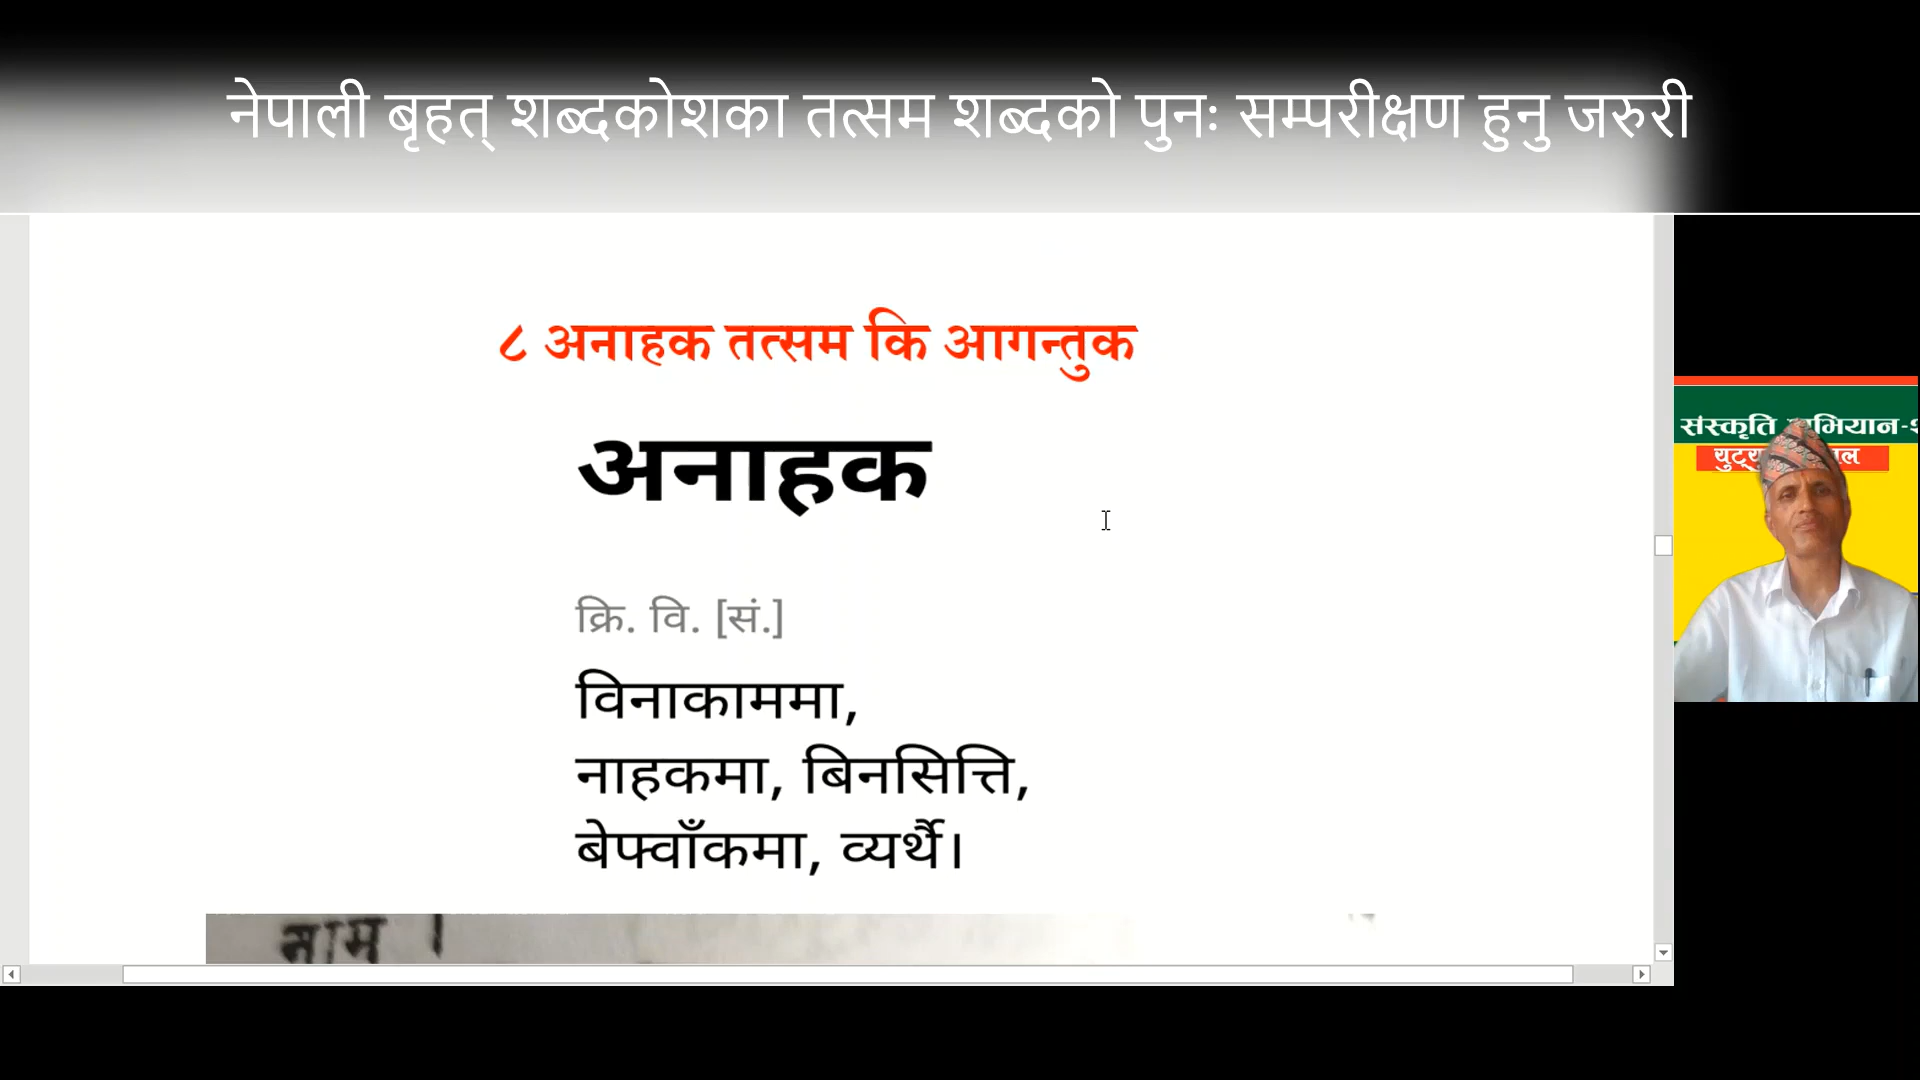 नेपाली बृहत् शब्दकोशका तत्सम शब्दको पुनः सम्परीक्षण हुनु जरुरी
८ अनाहक तत्सम कि आगन्तुक
अनाहक
क्रि. वि. [सं.]
विनाकाममा,
नाहकमा, बिनसित्ति,
बेफ्वाँकमा, व्यर्थै।
नाम ।
संस्कृति